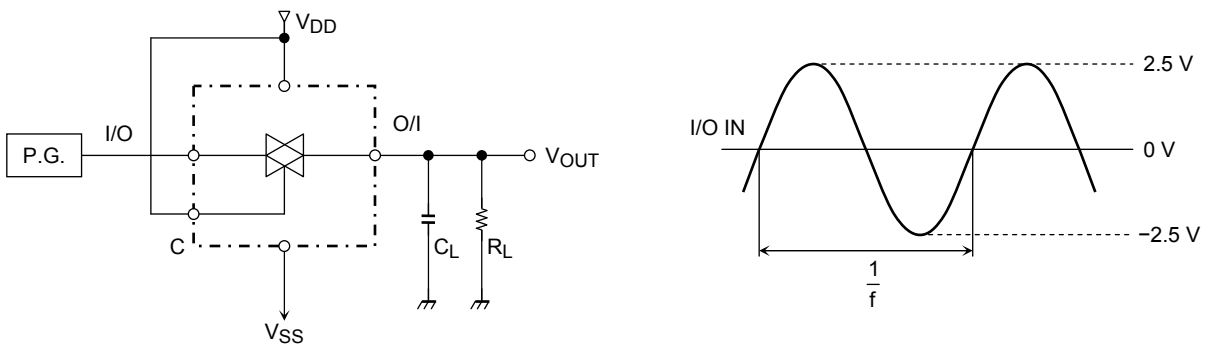 VDD
I/O
O/I
P.G.
VOUT
C
CL
RL
VSS
2.5 V
I/O IN
0 V
−2.5 V
1
f